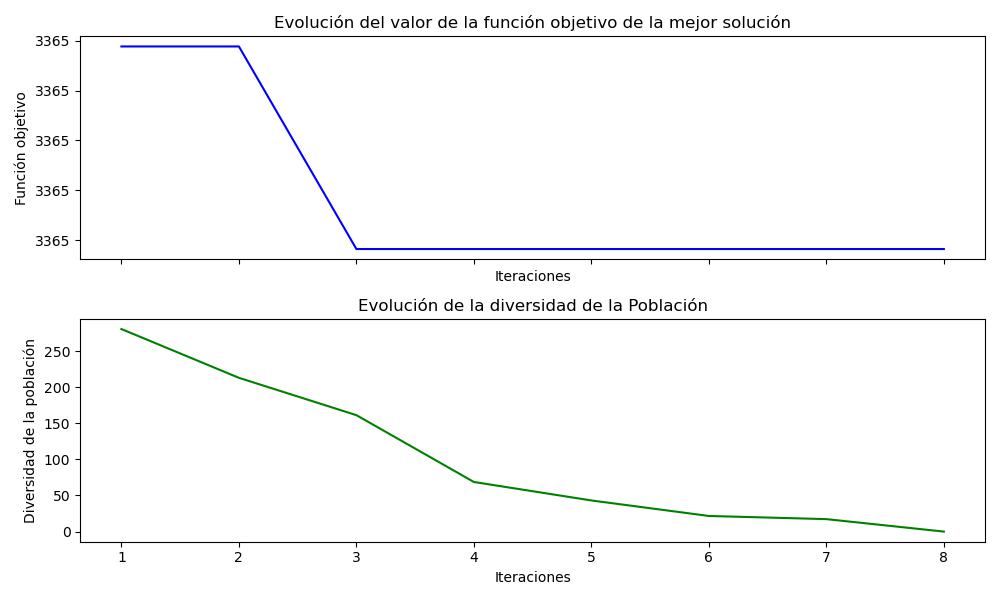 Evolución del valor de la función objetivo de la mejor solución
Función objetivo
3365
3365
3365
3365
3365
Iteraciones
Evolución de la diversidad de la Población
Diversidad de la población
250
200
150
100
50
0
1 2 3 4 5 6 7 8
Iteraciones